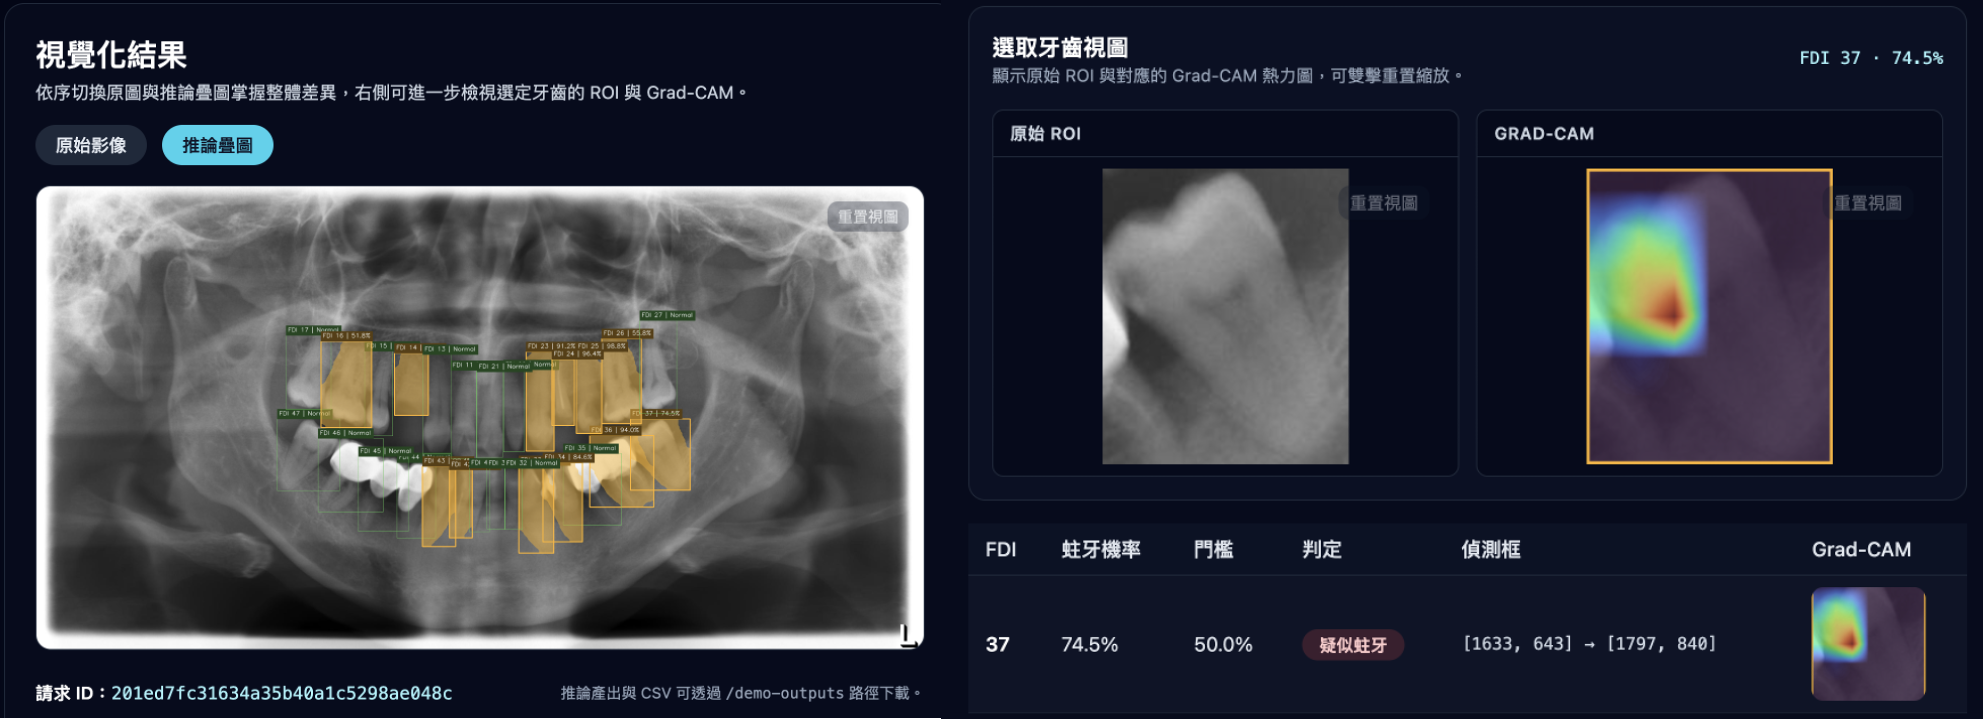 視覺化結果
依序切換原圖與推論疊圖掌握整體差異，右側可進一步檢視選定牙齒的 ROI 與 Grad-CAM。
原始影像
推論疊圖
重置視圖
FDI 27 | Normal
FDI 17 | Normal
FDI 16 | 51.8%
FDI 26 | 55.8%
15
FDI 14
FDI 13 | Normal
FDI 23 | 91.2%
FDI 25 | 98.8%
FDI 24 | 96.4%
FDI 11
FDI 21 | Normal
Normal
FDI 47 | Normal
FDI 37 | 74.5%
FDI 46 | Normal
FDI 36 | 94.0%
FDI 45 | Normal
FDI 35 | Normal
FDI 43
FDI 32 | Normal
34 | 84.6%
L
請求 ID：201ed7fc31634a35b40a1c5298ae048c
推論產出與 CSV 可透過 /demo-outputs 路徑下載。
選取牙齒視圖
FDI 37 · 74.5%
顯示原始 ROI 與對應的 Grad-CAM 熱力圖，可雙擊重置縮放。
原始 ROI
重置視圖
GRAD-CAM
重置視圖
FDI 蛀牙機率 門檻 判定 偵測框 Grad-CAM
37 74.5% 50.0% 疑似蛀牙 [1633, 643] → [1797, 840]